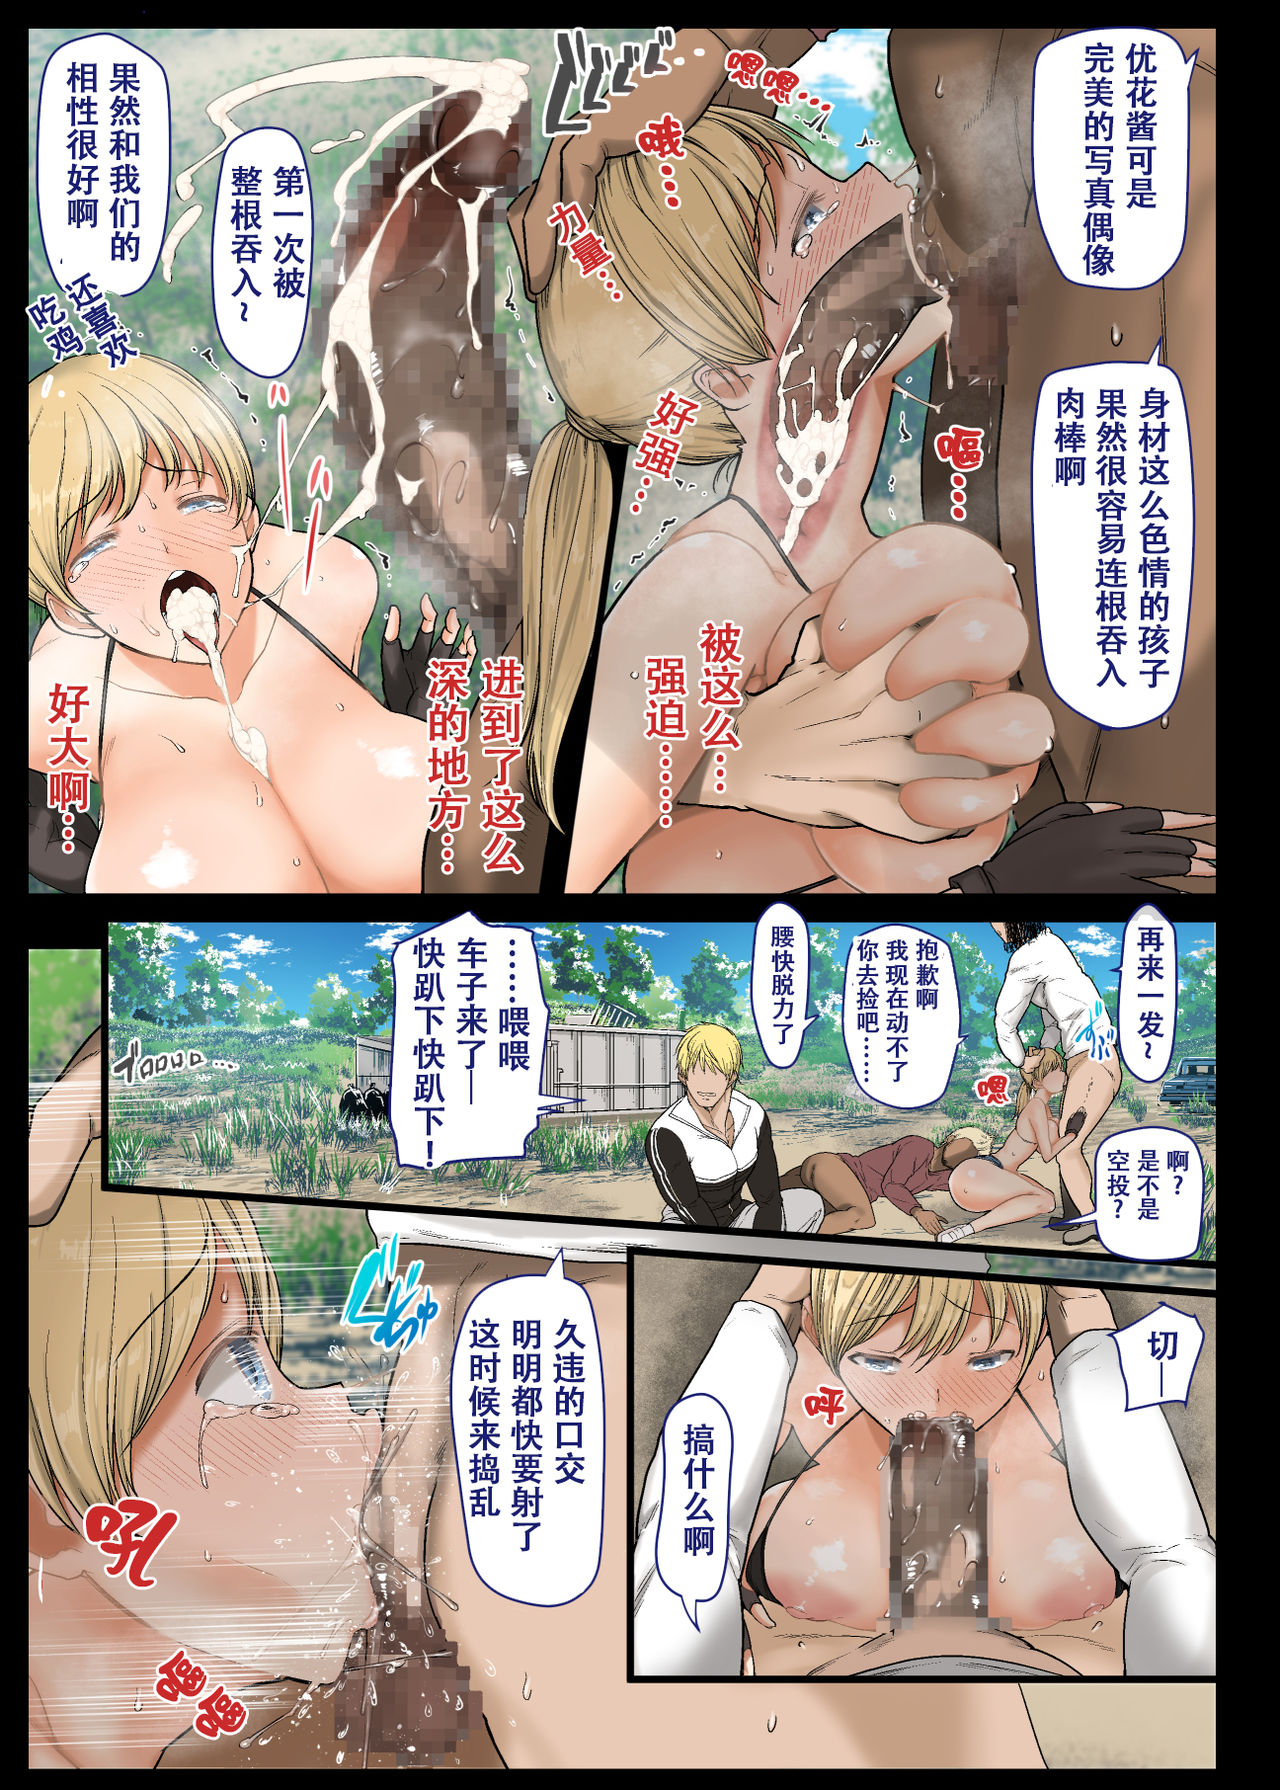 优花酱可是
完美的写真偶像
身材这么色情的孩子
果然很容易连根吞入
肉棒啊
嗯嗯…
哦…
力量…
好强…
呕…
被这么…
强迫……
第一次被
整根吞入~
果然和我们的
相性很好啊
还喜欢
吃鸡
进到了这么
深的地方…
好大啊…
再来一发~
啊?
是不是
空投?
嗯
抱歉啊
我现在动不了
你去捡吧……
腰快脱力了
……喂喂
车子来了—
快趴下快趴下!
ブロロロロ…
切—
搞什么啊
久违的口交
明明都快要射了
这时候来捣乱